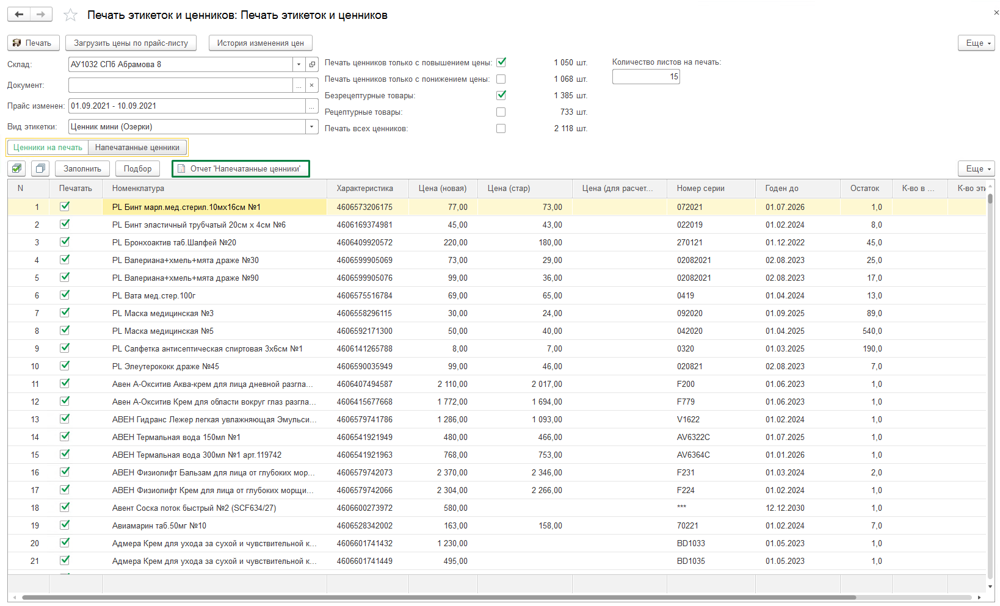 Печать этикеток и ценников: Печать этикеток и ценников
Печать Загрузить цены по прайс-листу История изменения цен Еще
Склад: АУ1032 СПб Абрамова 8 Печать ценников только с повышением цены: 1 050 шт. Количество листов на печать:
Документ: Печать ценников только с понижением цены: 1 068 шт. 15
Безрецептурные товары: 1 385 шт.
Прайс изменен: 01.09.2021 - 10.09.2021 Рецептурные товары: 733 шт.
Вид этикетки: Ценник мини (Озерки) Печать всех ценников: 2 118 шт.
Ценники на печать Напечатанные ценники
Заполнить Подбор Отчет 'Напечатанные ценники' Еще
N Печатать Номенклатура Характеристика Цена (новая) Цена (стар) Цена (для расчет... Номер серии Годен до Остаток К-во в ... К-во эти
1 PL Бинт марл.мед.стерил.10мх16см №1 4606573206175 77,00 73,00 072021 01.07.2026 1,0
2 PL Бинт эластичный трубчатый 20см х 4см №6 4606169374981 45,00 43,00 022019 01.02.2024 8,0
3 PL Бронхоактив таб.Шалфей №20 4606409920572 220,00 180,00 270121 01.12.2022 45,0
4 PL Валериана+хмель+мята драже №30 4606599905069 73,00 29,00 02082021 02.08.2023 25,0
5 PL Валериана+хмель+мята драже №90 4606599905076 99,00 36,00 02082021 02.08.2023 17,0
6 PL Вата мед.стер.100г 4606575516784 69,00 65,00 0419 01.04.2024 13,0
7 PL Маска медицинская №3 4606558296115 30,00 24,00 092020 01.09.2025 89,0
8 PL Маска медицинская №5 4606592171300 50,00 40,00 042020 01.04.2025 540,0
9 PL Салфетка антисептическая спиртовая 3х6см №1 4606141265788 8,00 7,00 0320 01.03.2025 190,0
10 PL Элеутерококк драже №45 4606590035949 99,00 46,00 020821 02.08.2023 7,0
11 Авен А-Окситив Аква-крем для лица дневной разгла... 4606407494587 2 110,00 2 017,00 F200 01.06.2023 1,0
12 Авен А-Окситив Крем для области вокруг глаз разгла... 4606415677668 1 772,00 1 694,00 F779 01.06.2023 1,0
13 АВЕН Гидранс Лежер легкая увлажняющая Эмульси... 4606579741786 1 286,00 1 093,00 V1622 01.02.2024 1,0
14 АВЕН Термальная вода 150мл №1 4606541921949 480,00 466,00 AV6322C 01.07.2025 1,0
15 АВЕН Термальная вода 300мл №1 арт.119742 4606541921963 768,00 753,00 AV6364C 01.01.2026 1,0
16 АВЕН Физиолифт Бальзам для лица от глубоких мор... 4606579742073 2 370,00 2 346,00 F231 01.03.2024 2,0
17 АВЕН Физиолифт Крем для лица от глубоких морщи... 4606579742066 2 304,00 2 266,00 F224 01.02.2024 1,0
18 Авент Соска поток быстрый №2 (SCF634/27) 4606600273972 580,00 *** 12.12.2030 1,0
19 Авиамарин таб.50мг №10 4606528342002 163,00 158,00 70221 01.02.2024 7,0
20 Адмера Крем для ухода за сухой и чувствительной к... 4606601741432 1 230,00 BD1033 01.05.2023 1,0
21 Адмера Крем для ухода за сухой и чувствительной к... 4606601741449 495,00 BD1035 01.05.2023 1,0